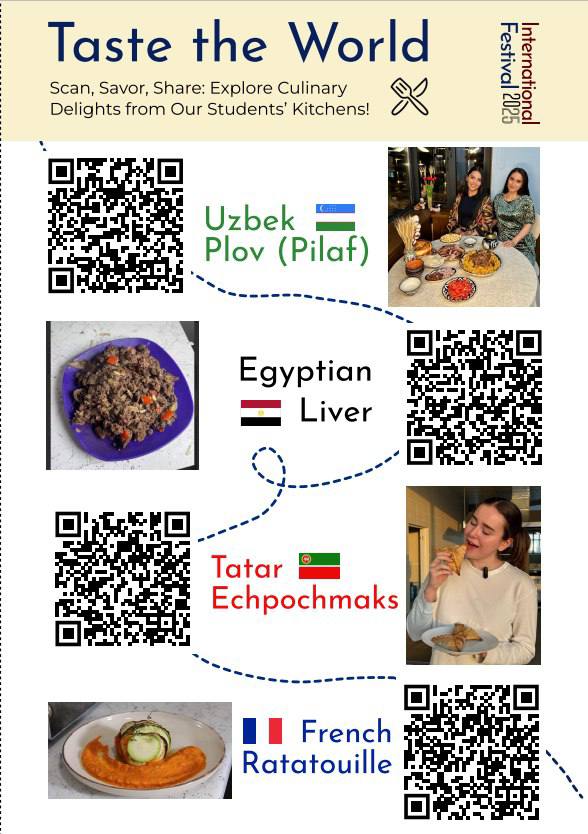 Taste the World
Scan, Savor, Share: Explore Culinary
Delights from Our Students’ Kitchens!
International
Festival 2025
Uzbek
Plov (Pilaf)
Egyptian
Liver
Tatar
Echpochmaks
French
Ratatouille